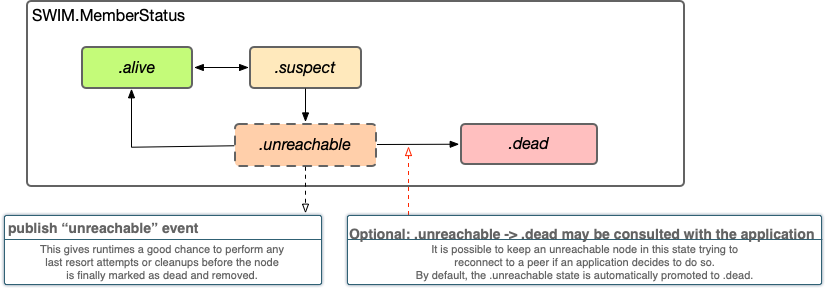 SWIM.MemberStatus
.alive
.suspect
.unreachable
.dead
publish “unreachable” event
This gives runtimes a good chance to perform any
last resort attempts or cleanups before the node
is finally marked as dead and removed.
Optional: .unreachable -> .dead may be consulted with the application
It is possible to keep an unreachable node in this state trying to
reconnect to a peer if an application decides to do so.
By default, the .unreachable state is automatically promoted to .dead.